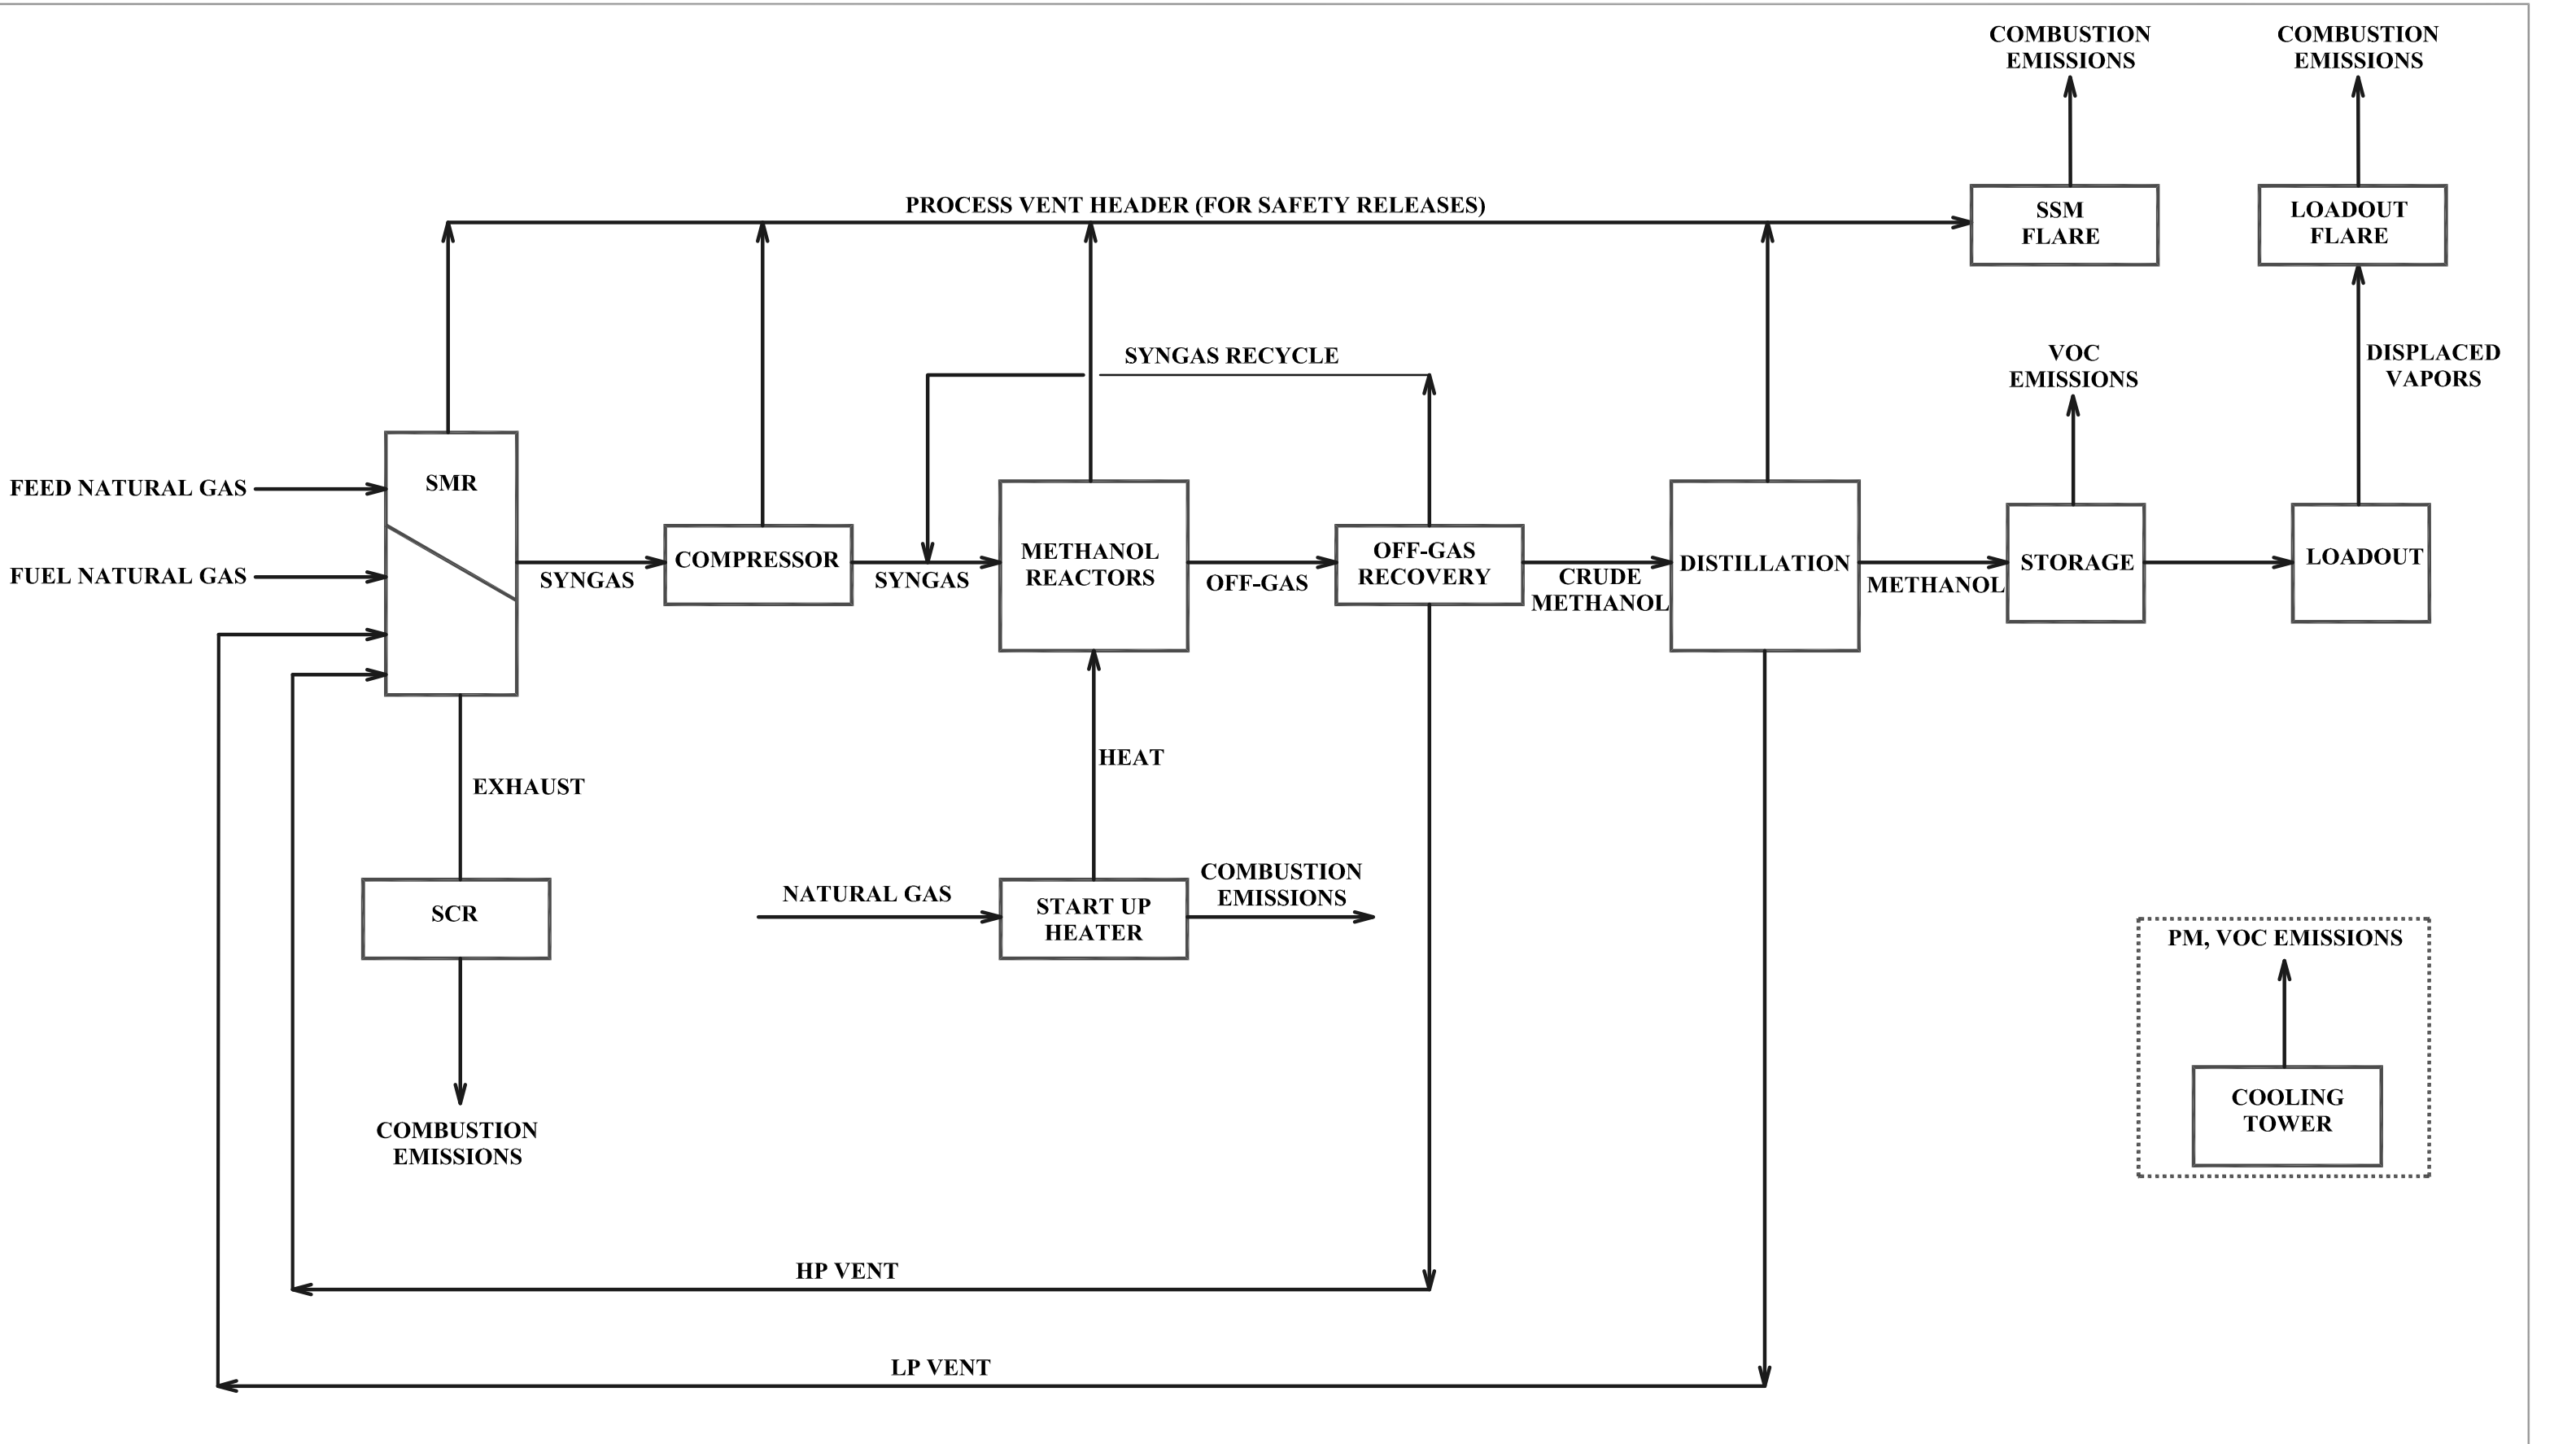 COMBUSTION
EMISSIONS
COMBUSTION
EMISSIONS
PROCESS VENT HEADER (FOR SAFETY RELEASES)
SSM
FLARE
LOADOUT
FLARE
SYNGAS RECYCLE
VOC
EMISSIONS
DISPLACED
VAPORS
FEED NATURAL GAS
SMR
FUEL NATURAL GAS
SYNGAS
COMPRESSOR
SYNGAS
METHANOL
REACTORS
OFF-GAS
OFF-GAS
RECOVERY
CRUDE
METHANOL
DISTILLATION
METHANOL
STORAGE
LOADOUT
HEAT
EXHAUST
SCR
NATURAL GAS
START UP
HEATER
COMBUSTION
EMISSIONS
PM, VOC EMISSIONS
COOLING
TOWER
COMBUSTION
EMISSIONS
HP VENT
LP VENT